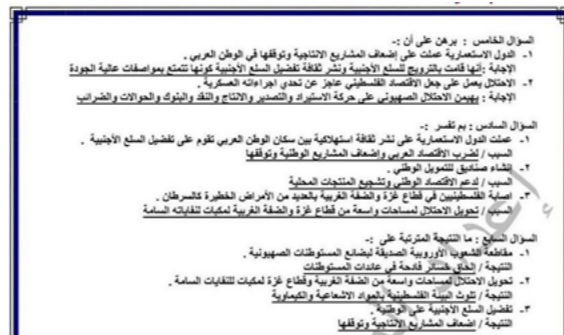 السؤال الخامس : برهن على أن :-
١- الدول الاستعمارية عملت على إضعاف المشاريع الانتاجية وتوقفها في الوطن العربي .
الإجابة :أنها قامت بالترويج للسلع الأجنبية ونشر ثقافة تفضيل السلع الأجنبية كونها تتمتع بمواصفات عالية الجودة
٢- الاحتلال يعمل على جعل الاقتصاد الفلسطيني عاجز عن تحدي اجراءاته العسكرية .
الإجابة : يهيمن الاحتلال الصهيوني على حركة الاستيراد والتصدير والانتاج والنقد والبنوك والحوالات والضرائب
السؤال السادس : بم تفسر :-
١- عملت الدول الاستعمارية على نشر ثقافة استهلاكية بين سكان الوطن العربي تقوم على تفضيل السلع الأجنبية .
السبب / لضرب الاقتصاد العربي وإضعاف المشاريع الوطنية وتوقفها
٢- إنشاء صناديق للتمويل الوطني .
السبب / لدعم الاقتصاد الوطني وتشجيع المنتجات المحلية
٣- اصابة الفلسطينيين في قطاع غزة والضفة الغربية بالعديد من الأمراض الخطيرة كالسرطان .
السبب / تحويل الاحتلال لمساحات واسعة من قطاع غزة والضفة الغربية لمكبات لنفاياته السامة
السؤال السابع : ما النتيجة المترتبة على :-
١- مقاطعة الشعوب الأوروبية الصديقة لبضائع المستوطنات الصهيونية .
النتيجة / إلحاق خسائر فادحة في عائدات المستوطنات
٢- تحويل الاحتلال لمساحات واسعة من الضفة الغربية وقطاع غزة لمكبات للنفايات السامة .
النتيجة / تلوث البيئة الفلسطينية بالمواد الاشعاعية والكيماوية
٣- تفضيل السلع الأجنبية على الوطنية .
النتيجة / إضعاف المشاريع الإنتاجية وتوقفها